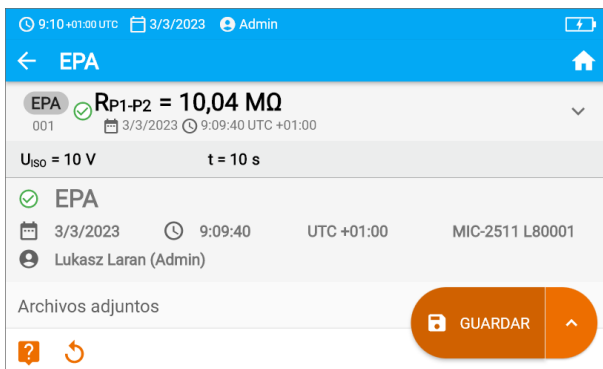 9:10 +01:00 UTC 3/3/2023 Admin
EPA
EPA RP1-P2 = 10,04 MΩ
001 3/3/2023 9:09:40 UTC +01:00
UISO = 10 V t = 10 s
EPA
3/3/2023 9:09:40 UTC +01:00 MIC-2511 L80001
Lukasz Laran (Admin)
Archivos adjuntos
GUARDAR